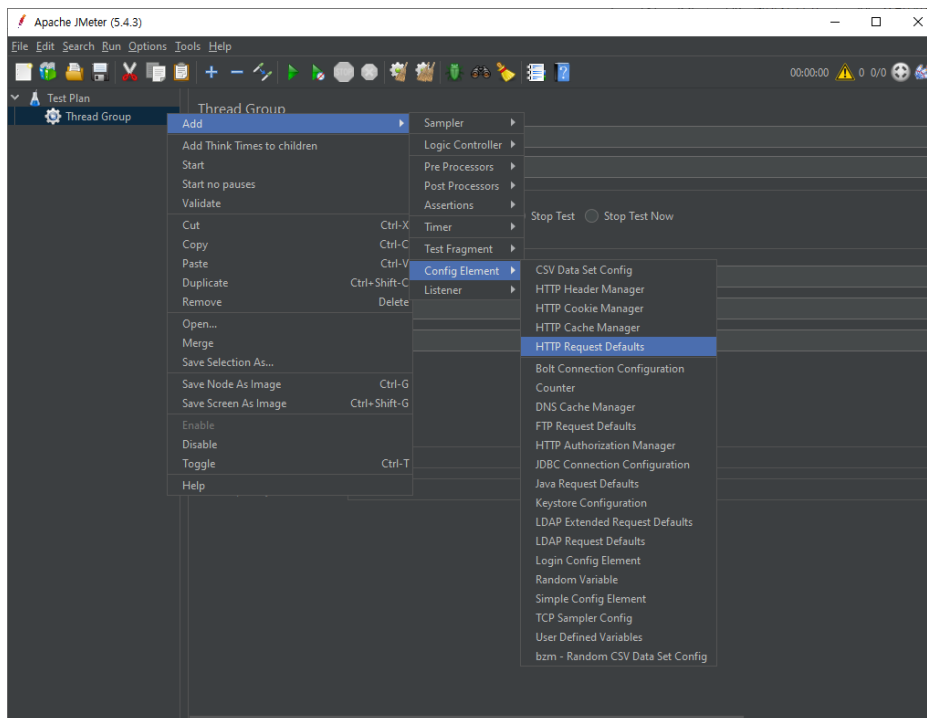 Apache JMeter (5.4.3)
File Edit Search Run Options Tools Help
00:00:00 0 0/0
Test Plan
Thread Group
Thread Group
Add
Add Think Times to children
Start
Start no pauses
Validate
Cut Ctrl-X
Copy Ctrl-C
Paste Ctrl-V
Duplicate Ctrl+Shift-C
Remove Delete
Open...
Merge
Save Selection As...
Save Node As Image Ctrl-G
Save Screen As Image Ctrl+Shift-G
Enable
Disable
Toggle Ctrl-T
Help
Sampler
Logic Controller
Pre Processors
Post Processors
Assertions
Timer
Test Fragment
Config Element
Listener
Stop Test Stop Test Now
CSV Data Set Config
HTTP Header Manager
HTTP Cookie Manager
HTTP Cache Manager
HTTP Request Defaults
Bolt Connection Configuration
Counter
DNS Cache Manager
FTP Request Defaults
HTTP Authorization Manager
JDBC Connection Configuration
Java Request Defaults
Keystore Configuration
LDAP Extended Request Defaults
LDAP Request Defaults
Login Config Element
Random Variable
Simple Config Element
TCP Sampler Config
User Defined Variables
bzm - Random CSV Data Set Config